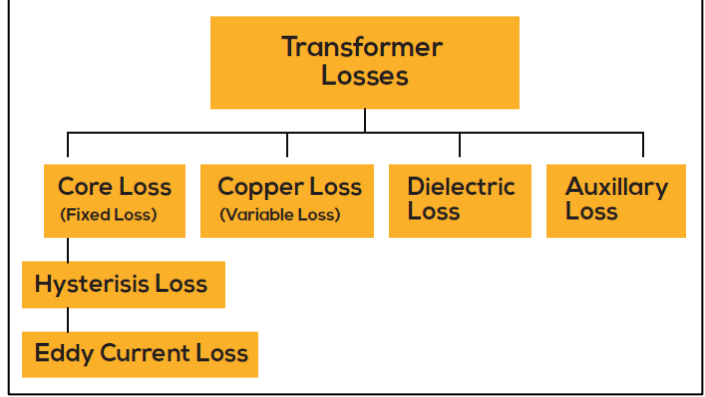 Transformer
Losses
Core Loss
(Fixed Loss)
Copper Loss
(Variable Loss)
Dielectric
Loss
Auxillary
Loss
Hysterisis Loss
Eddy Current Loss